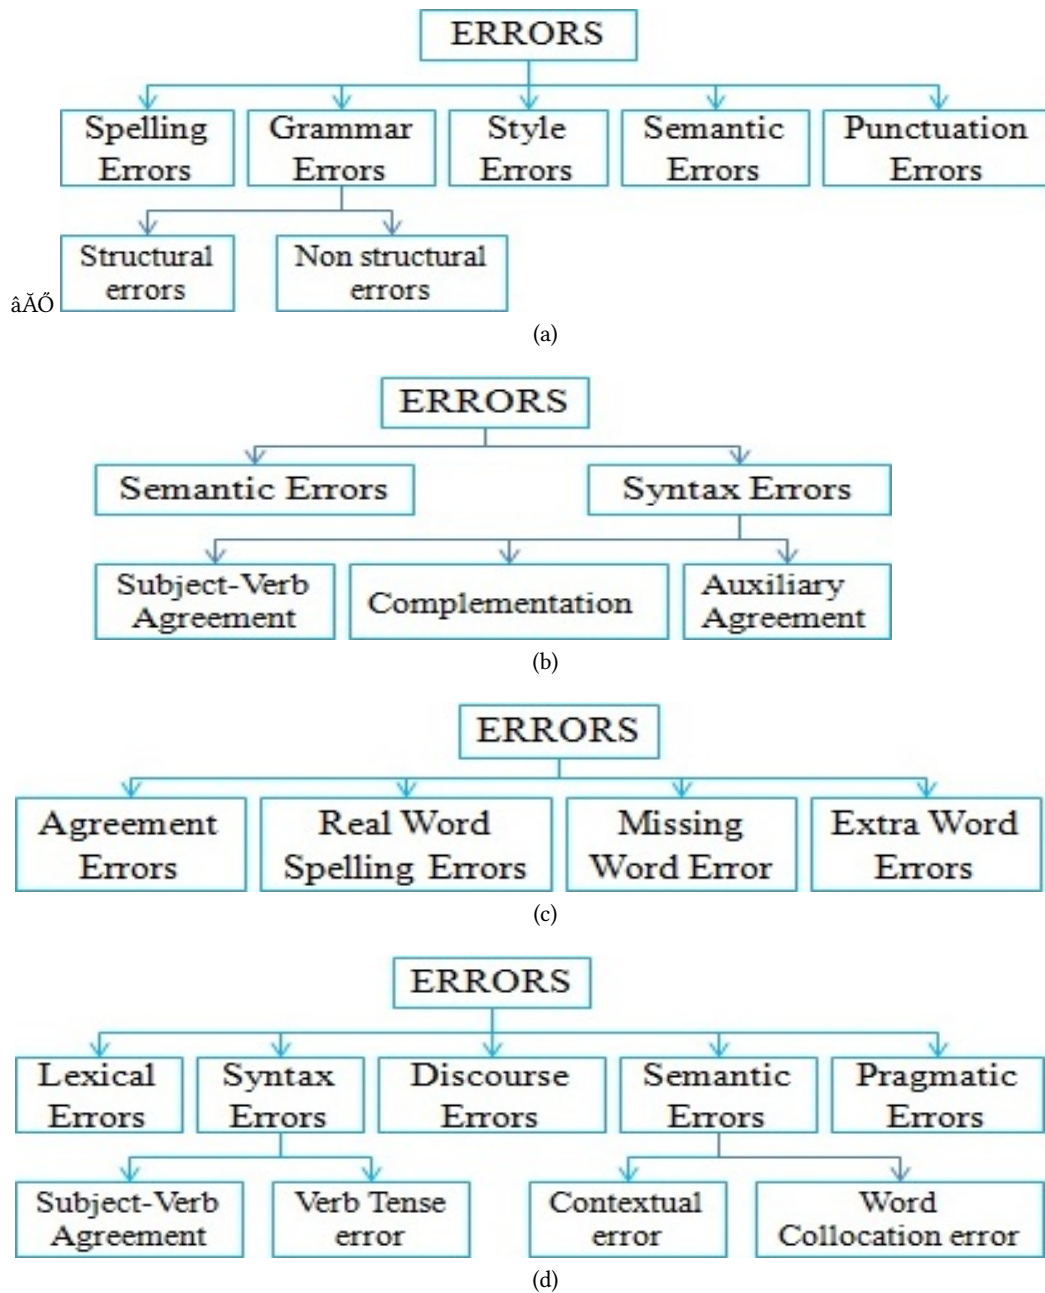 ERRORS
Spelling
Errors
Grammar
Errors
Style
Errors
Semantic
Errors
Punctuation
Errors
Structural
errors
Non structural
errors
âĂŐ
(a)
ERRORS
Semantic Errors
Syntax Errors
Subject-Verb
Agreement
Complementation
Auxiliary
Agreement
(b)
ERRORS
Agreement
Errors
Real Word
Spelling Errors
Missing
Word Error
Extra Word
Errors
(c)
ERRORS
Lexical
Errors
Syntax
Errors
Discourse
Errors
Semantic
Errors
Pragmatic
Errors
Subject-Verb
Agreement
Verb Tense
error
Contextual
error
Word
Collocation error
(d)